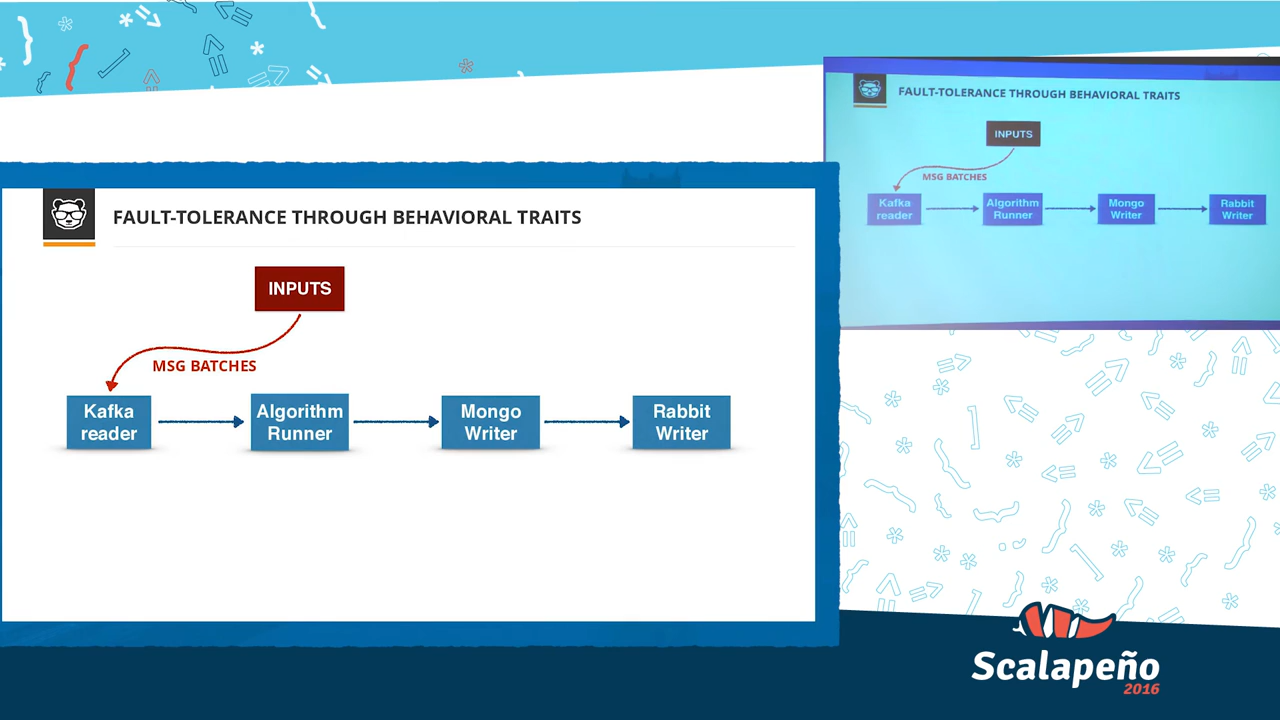 FAULT-TOLERANCE THROUGH BEHAVIORAL TRAITS
INPUTS
MSG BATCHES
Kafka
reader
Algorithm
Runner
Mongo
Writer
Rabbit
Writer
FAULT-TOLERANCE THROUGH BEHAVIORAL TRAITS
INPUTS
MSG BATCHES
Kafka
reader
Algorithm
Runner
Mongo
Writer
Rabbit
Writer
Scalapeño
2016